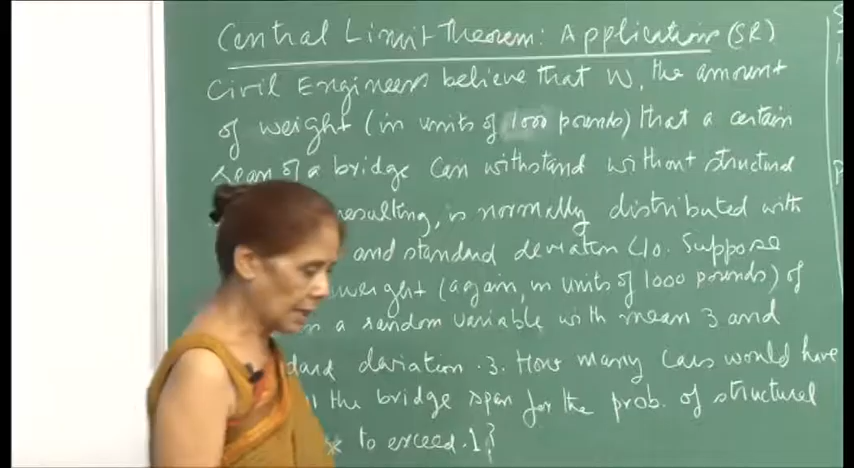 Central Limit Theorem: Application (SR)
Civil Engineers believe that W, the amount
of weight (in units of 1000 pounds) that a certain
span of a bridge can withstand without structural
resulting, is normally distributed with
and standard deviation 40. Suppose
weight (again, in units of 1000 pounds) of
a random variable with mean 3 and
deviation .3. How many cars would have
the bridge span for the prob. of structural
to exceed .1?